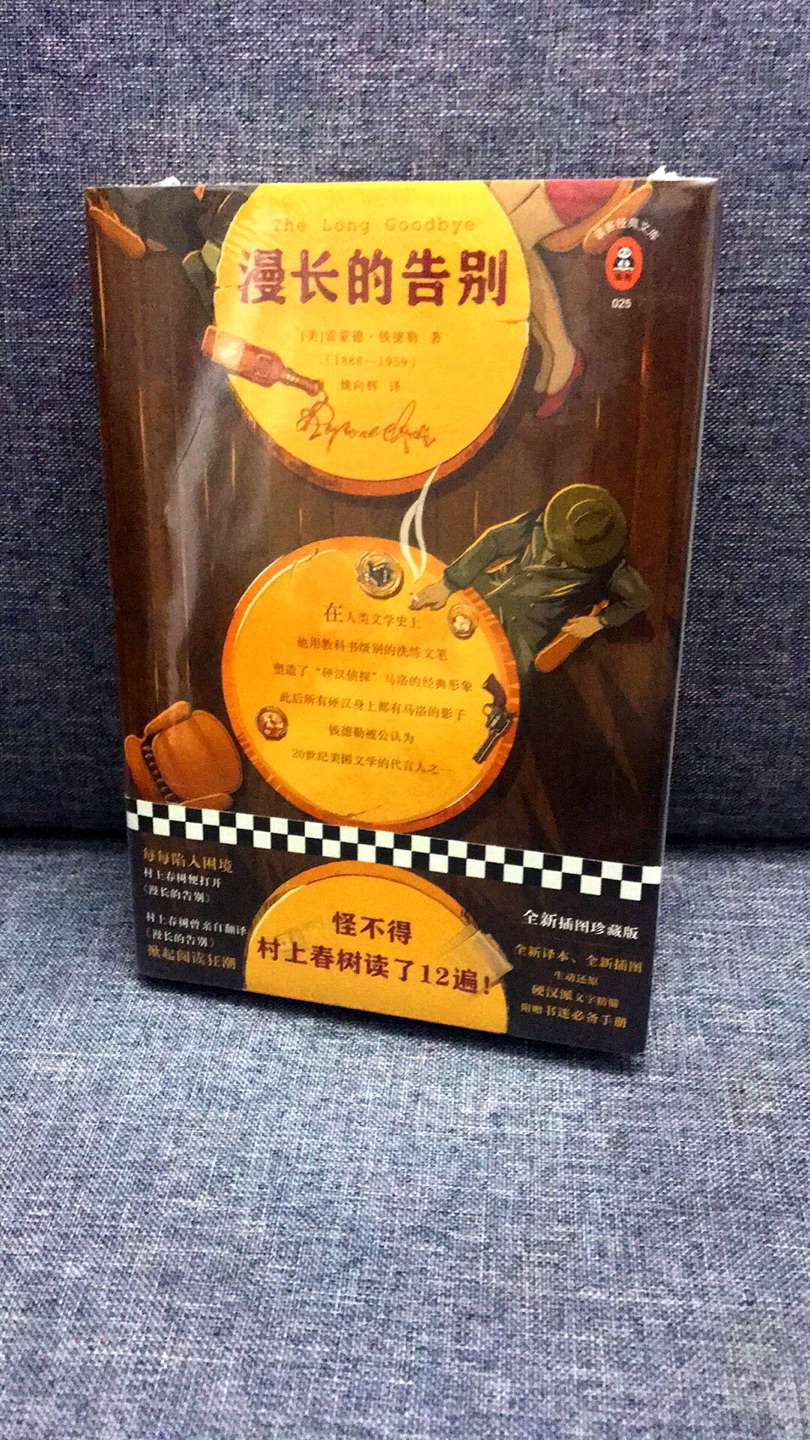 The Long Goodbye
漫长的告别
[美]雷蒙德·钱德勒 著
(1888—1959)
姚向辉 译
读客经典文库
025
在人类文学史上
他用教科书级别的洗练文笔
塑造了“硬汉侦探”马洛的经典形象
此后所有硬汉身上都有马洛的影子
钱德勒被公认为
20世纪美国文学的代言人之一
每每陷入困境
村上春树便打开
《漫长的告别》
村上春树曾亲自翻译
《漫长的告别》
掀起阅读狂潮
怪不得
村上春树读了12遍!
全新插图珍藏版
全新译本、全新插图
生动还原
硬汉派文字精髓
附赠书迷必备手册